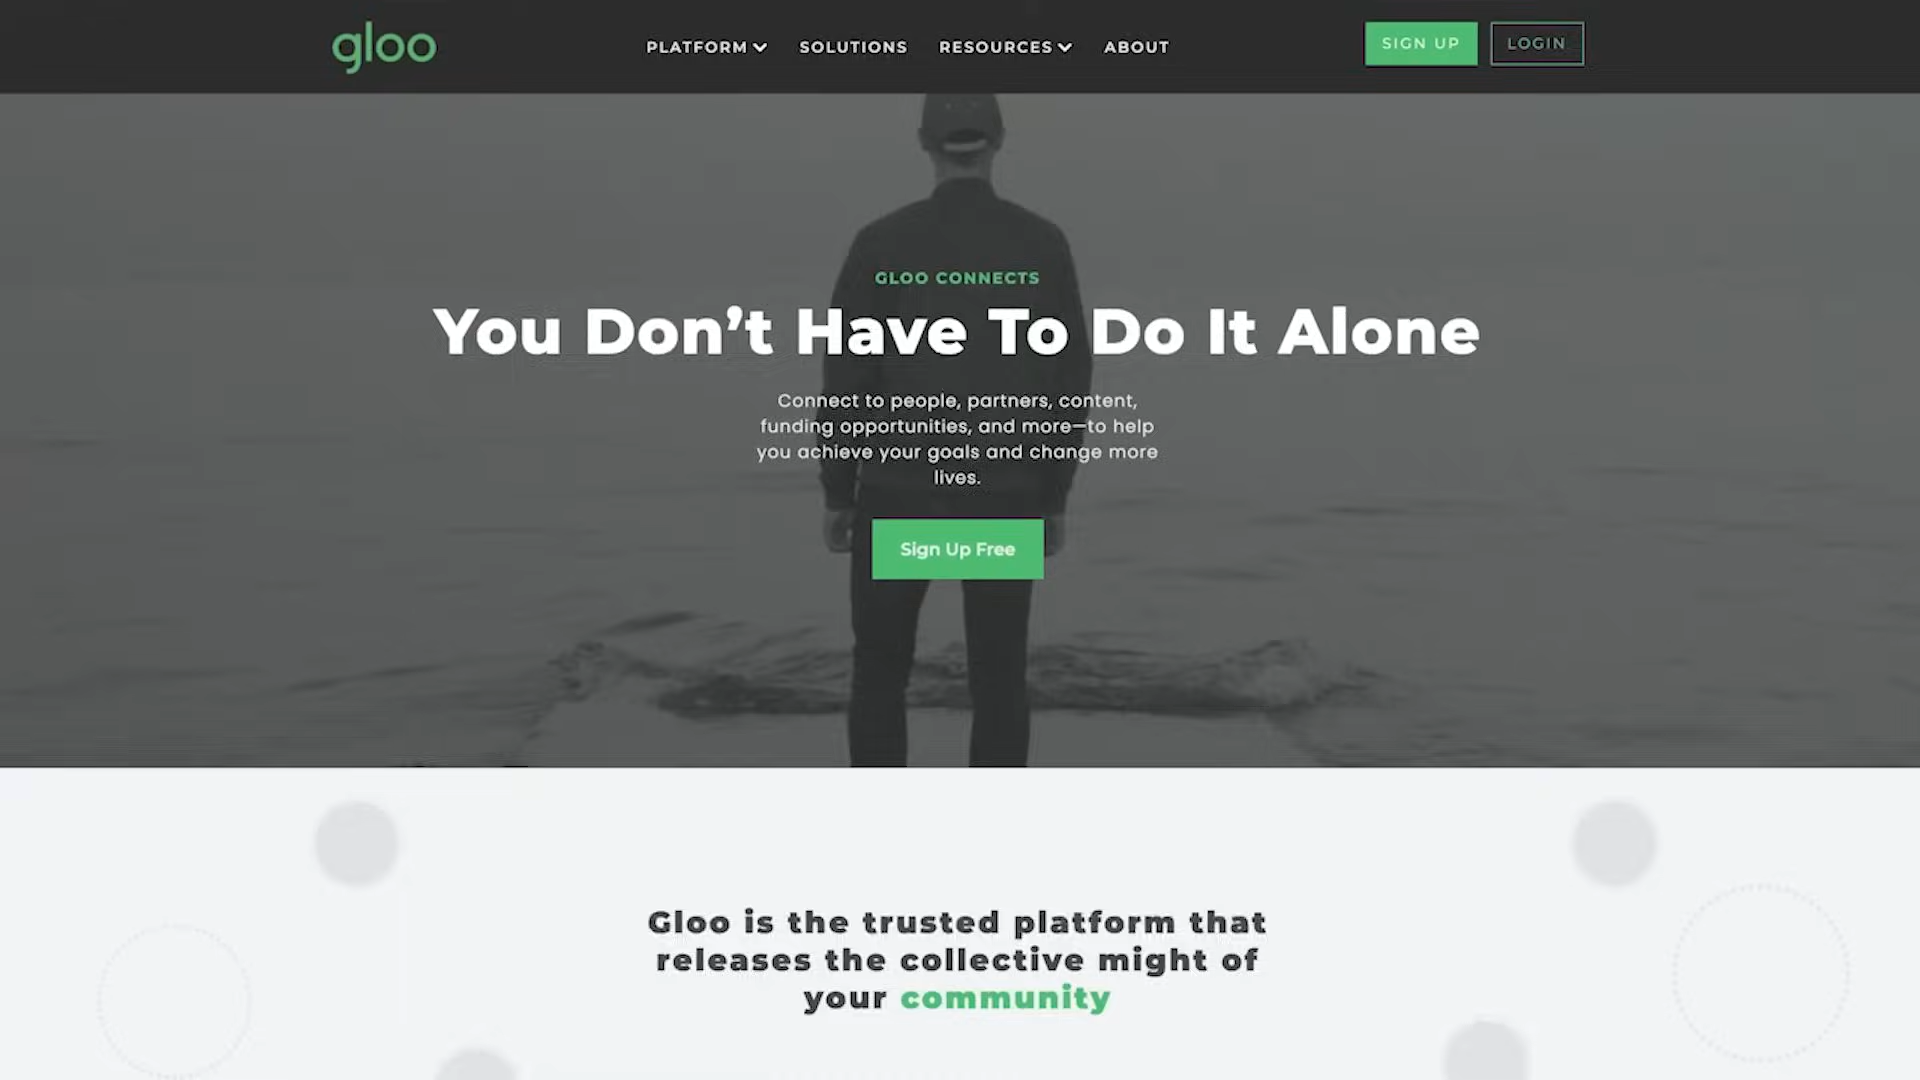 gloo
PLATFORM
SOLUTIONS
RESOURCES
ABOUT
SIGN UP
LOGIN
GLOO CONNECTS
You Don’t Have To Do It Alone
Connect to people, partners, content,
funding opportunities, and more—to help
you achieve your goals and change more
lives.
Sign Up Free
Gloo is the trusted platform that
releases the collective might of
your community